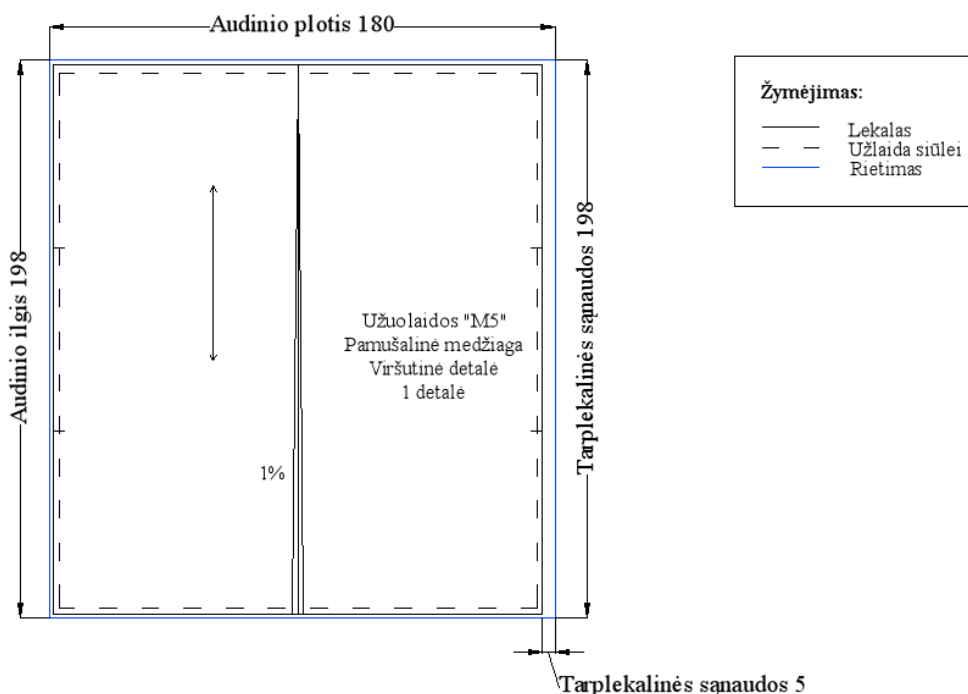 Audinio plotis 180
Žymėjimas:
Lekalas
Užlaida siūlei
Rietimas
Audinio ilgis 198
Tarplekalinės sąnaudos 198
Užuolaidos "M5"
Pamušalinė medžiaga
Viršutinė detalė
1 detalė
1%
Tarplekalinės sąnaudos 5